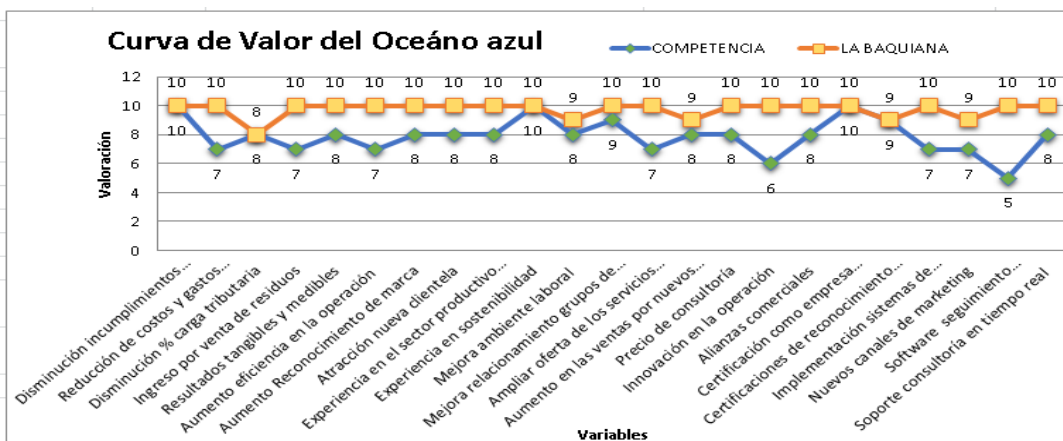 Curva de Valor del Oceáno azul
COMPETENCIA
LA BAQUIANA
Valoración
12
10
8
6
4
2
0
10 10 8 10 10 10 10 10 10 10 9 10 10 9 10 10 10 10 9 10 9 10 10
10 7 8 7 8 7 8 8 8 10 8 9 7 8 8 6 8 10 9 7 7 5 8
Disminución incumplimientos...
Reducción de costos y gastos...
Disminución % carga tributaria
Ingreso por venta de residuos
Resultados tangibles y medibles
Aumento eficiencia en la operación
Aumento Reconocimiento de marca
Atracción nueva clientela
Experiencia en el sector productivo...
Experiencia en sostenibilidad
Mejora ambiente laboral
Mejora relacionamiento grupos de...
Ampliar oferta de los servicios...
Aumento en las ventas por nuevos...
Precio de consultoría
Innovación en la operación
Alianzas comerciales
Certificación como empresa...
Certificaciones de reconocimiento...
Implementación sistemas de...
Nuevos canales de marketing
Software seguimiento...
Soporte consultoría en tiempo real
Variables